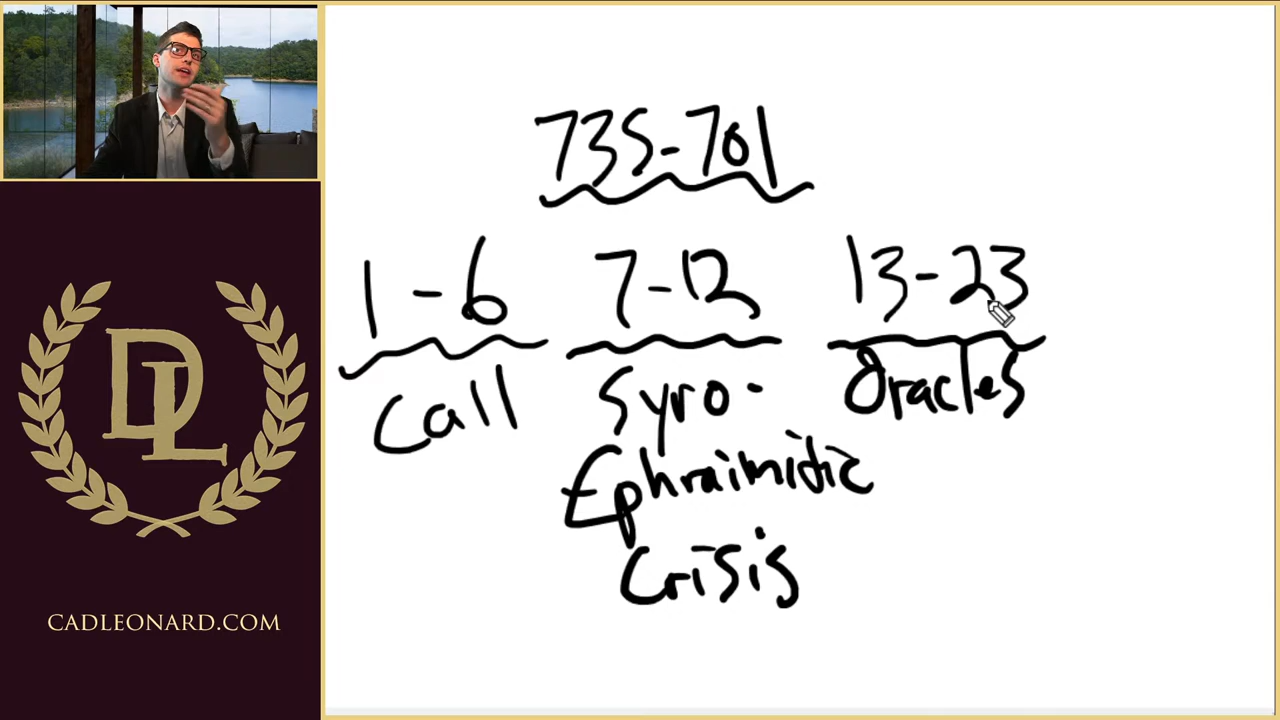 735-701
1-6 7-12 13-23
Call Syro- Oracles
Ephraimitic
Crisis
DL
CADLEONARD.COM